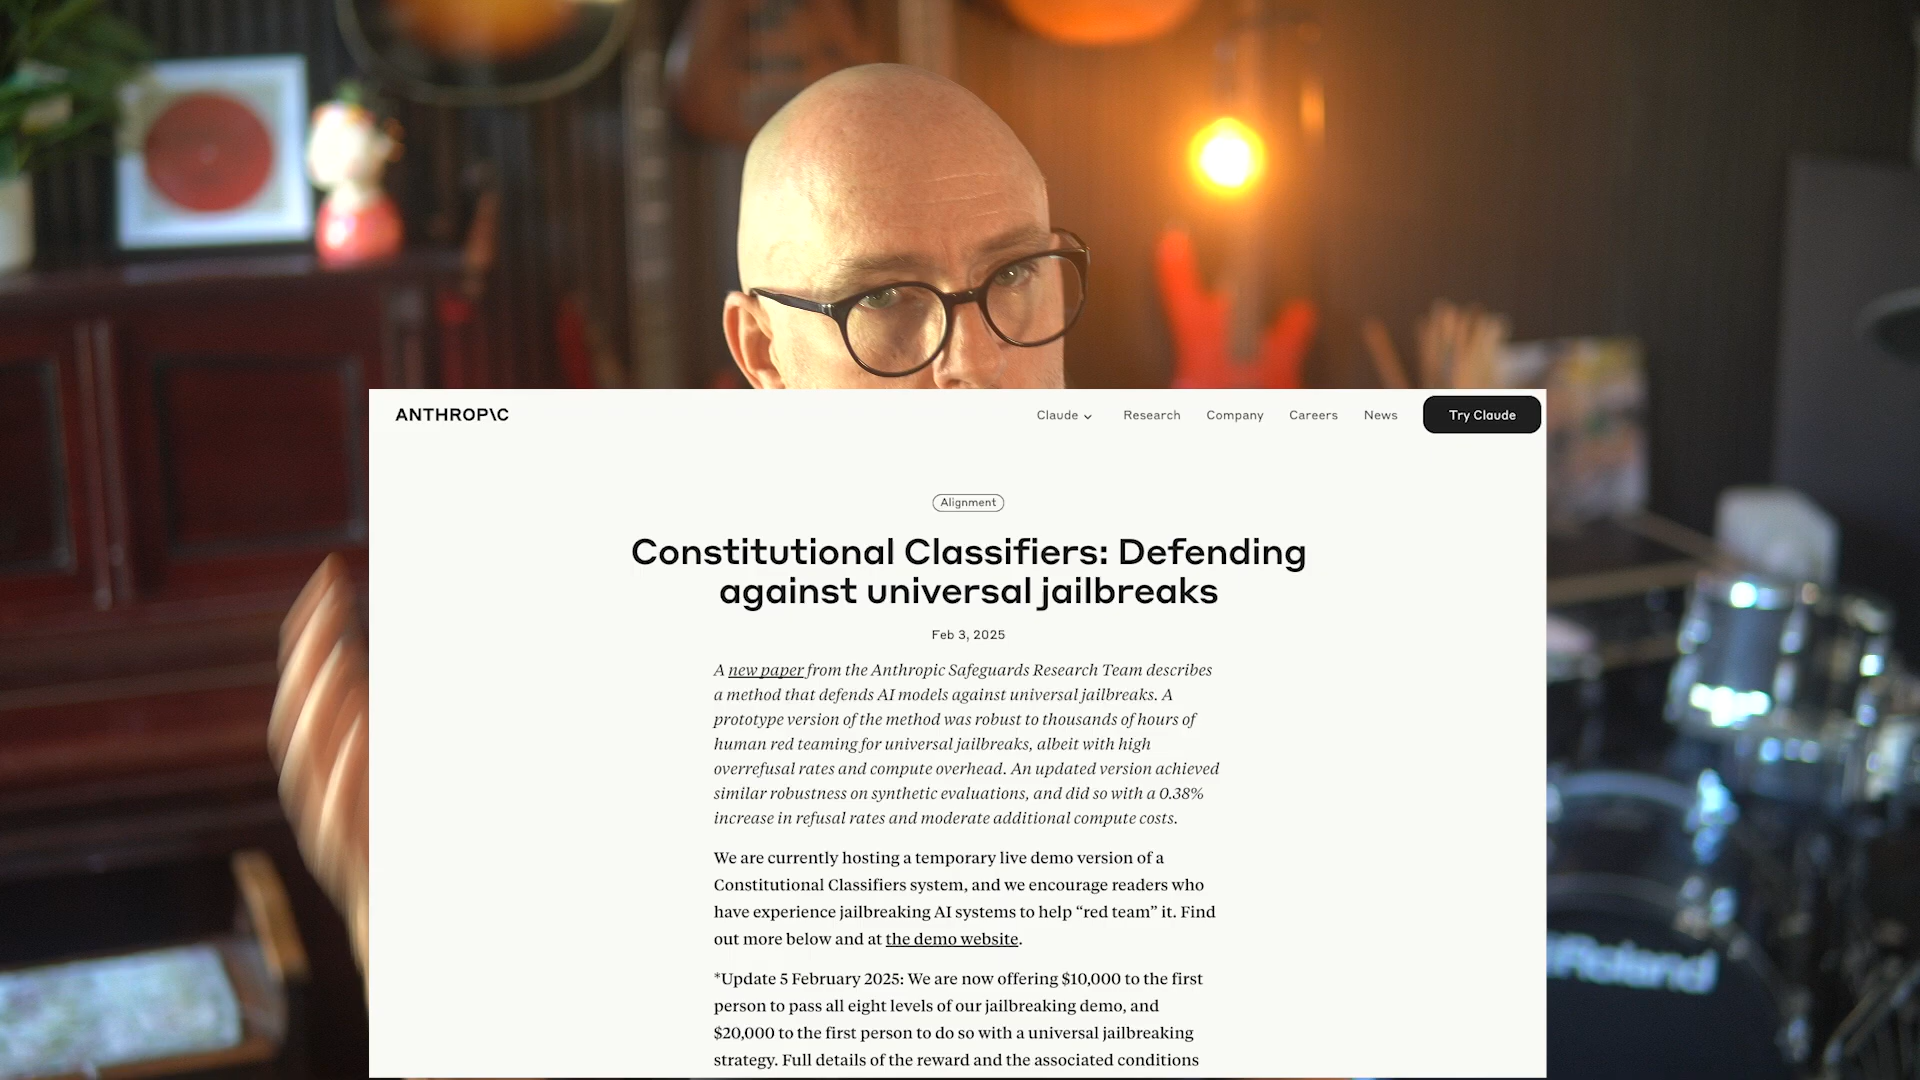 ANTHROP\C
Claude Research Company Careers News Try Claude
Alignment
Constitutional Classifiers: Defending
against universal jailbreaks
Feb 3, 2025
A new paper from the Anthropic Safeguards Research Team describes
a method that defends AI models against universal jailbreaks. A
prototype version of the method was robust to thousands of hours of
human red teaming for universal jailbreaks, albeit with high
overrefusal rates and compute overhead. An updated version achieved
similar robustness on synthetic evaluations, and did so with a 0.38%
increase in refusal rates and moderate additional compute costs.
We are currently hosting a temporary live demo version of a
Constitutional Classifiers system, and we encourage readers who
have experience jailbreaking AI systems to help “red team” it. Find
out more below and at the demo website.
*Update 5 February 2025: We are now offering $10,000 to the first
person to pass all eight levels of our jailbreaking demo, and
$20,000 to the first person to do so with a universal jailbreaking
strategy. Full details of the reward and the associated conditions
Roland